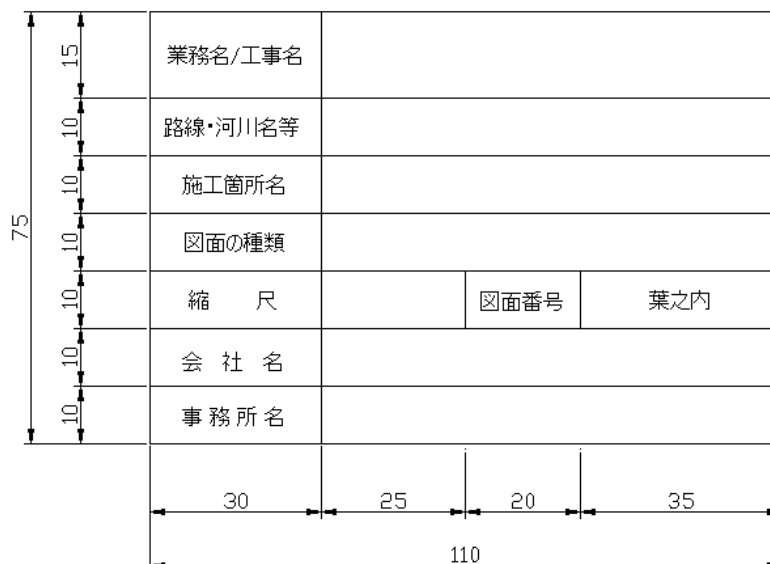 15
業務名/工事名
10
路線・河川名等
10
施工箇所名
75
10
図面の種類
10
縮 尺
図面番号
葉之内
10
会 社 名
10
事 務 所 名
30
25
20
35
110